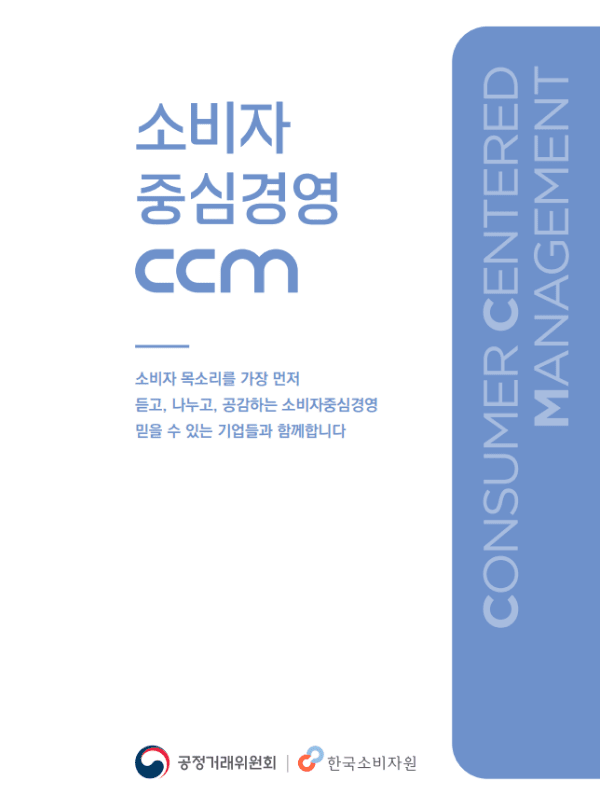 소비자
중심경영
ccm
소비자 목소리를 가장 먼저
듣고, 나누고, 공감하는 소비자중심경영
믿을 수 있는 기업들과 함께합니다
CONSUMER CENTERED
MANAGEMENT
공정거래위원회 | 한국소비자원